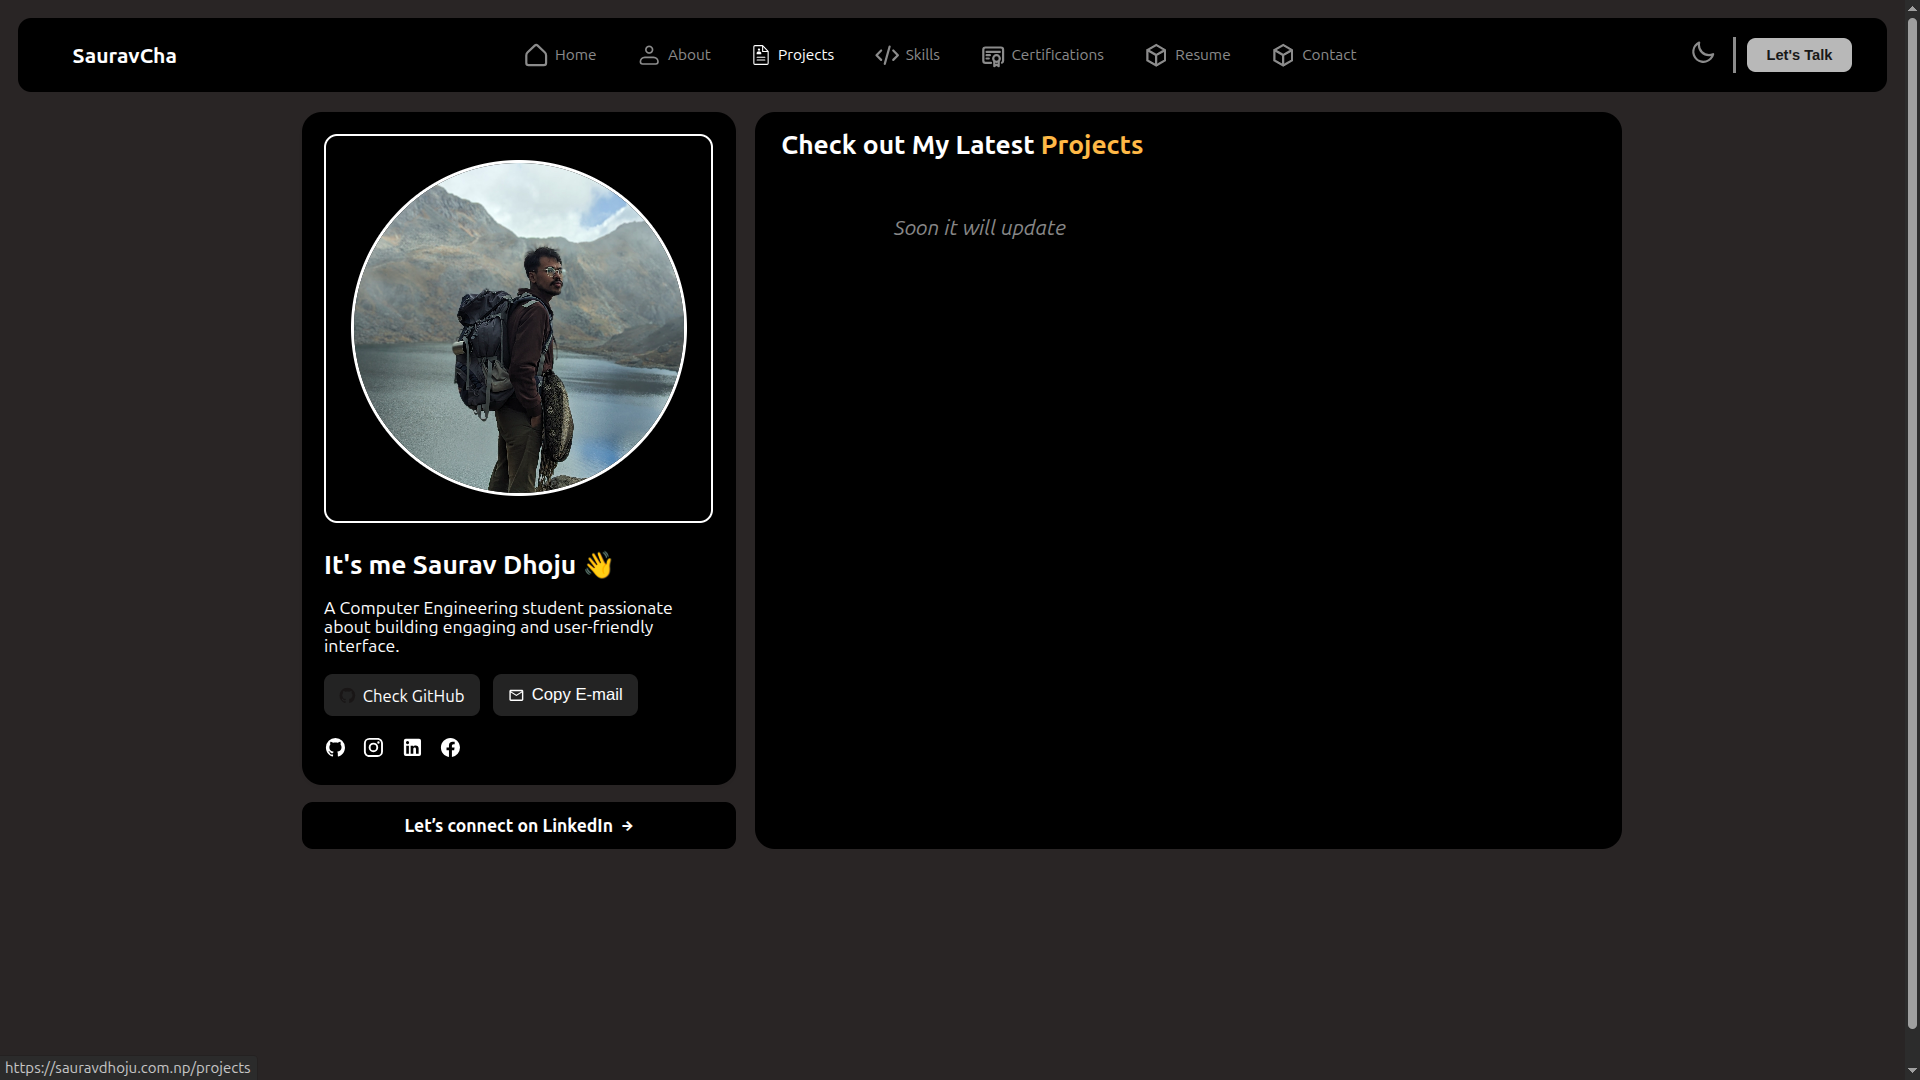 SauravCha
Home
About
Projects
Skills
Certifications
Resume
Contact
Let's Talk
It's me Saurav Dhoju 👋
A Computer Engineering student passionate
about building engaging and user-friendly
interface.
Check GitHub
Copy E-mail
Let’s connect on LinkedIn →
Check out My Latest Projects
Soon it will update
https://sauravdhoju.com.np/projects